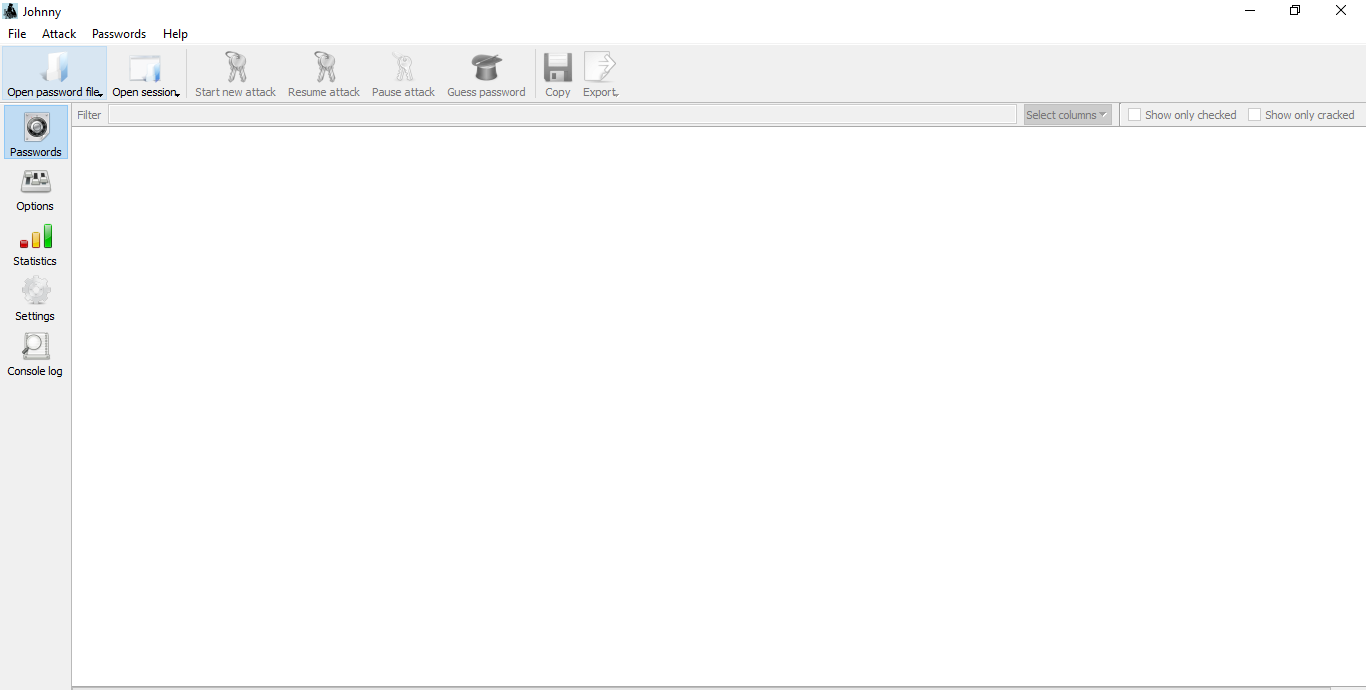 Johnny
File Attack Passwords Help
Open password file Open session Start new attack Resume attack Pause attack Guess password Copy Export
Filter Select columns Show only checked Show only cracked
Passwords
Options
Statistics
Settings
Console log